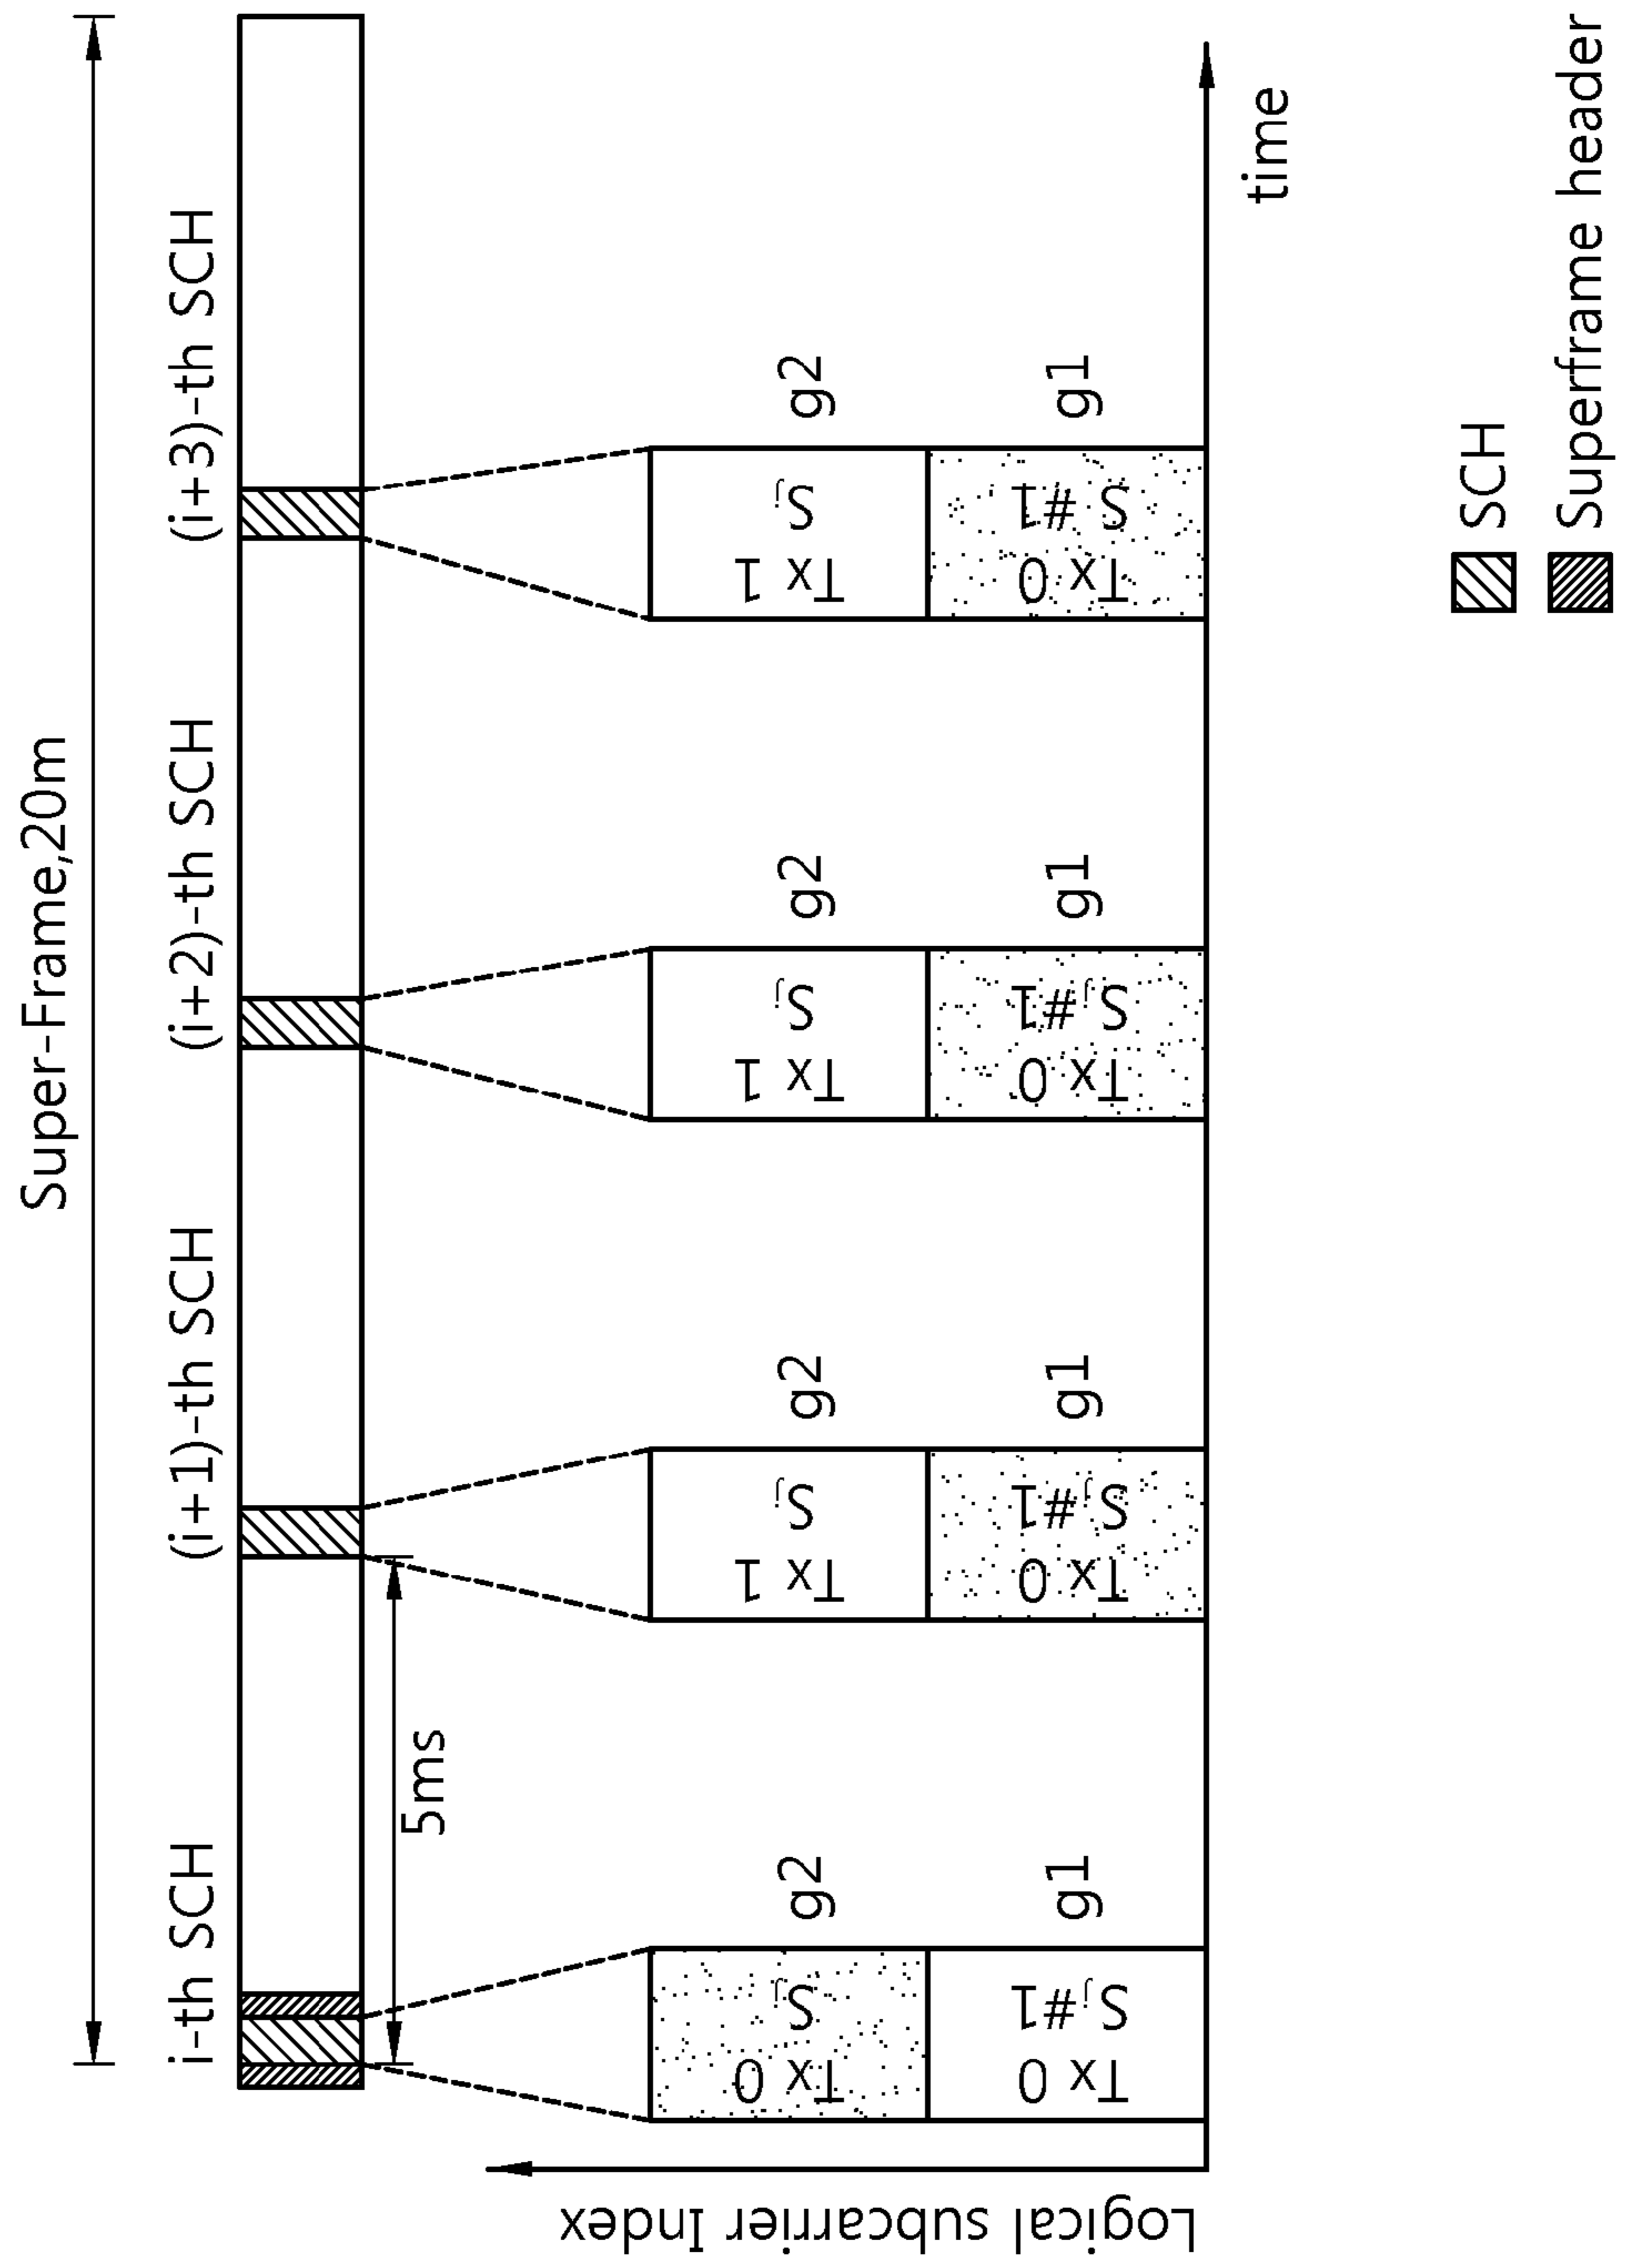 Super-Frame,20m
i-th SCH
(i+1)-th SCH
(i+2)-th SCH
(i+3)-th SCH
5ms
Sj
Tx 0
g2
Sj
Tx 1
g2
Sj
Tx 1
g2
Sj
Tx 1
g2
Sj#1
Tx 0
g1
Sj#1
Tx 0
g1
Sj#1
Tx 0
g1
S #1
Tx 0
g1
Logical subcarrier Index
time
SCH
Superframe header